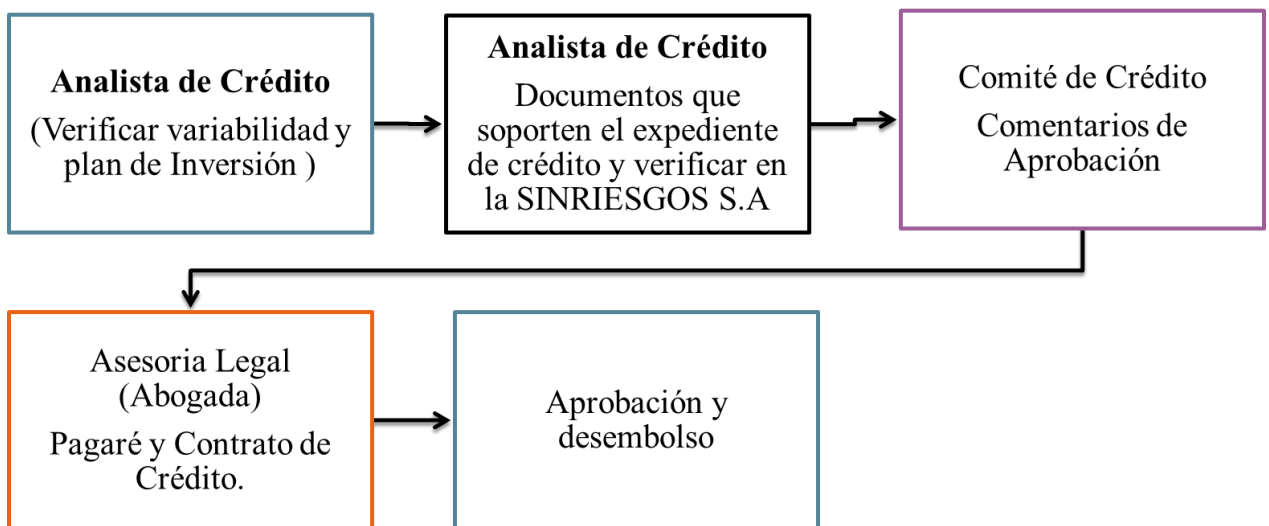 Analista de Crédito
(Verificar variabilidad y
plan de Inversión )
Analista de Crédito
Documentos que
soporten el expediente
de crédito y verificar en
la SINRIESGOS S.A
Comité de Crédito
Comentarios de
Aprobación
Asesoria Legal
(Abogada)
Pagaré y Contrato de
Crédito.
Aprobación y
desembolso